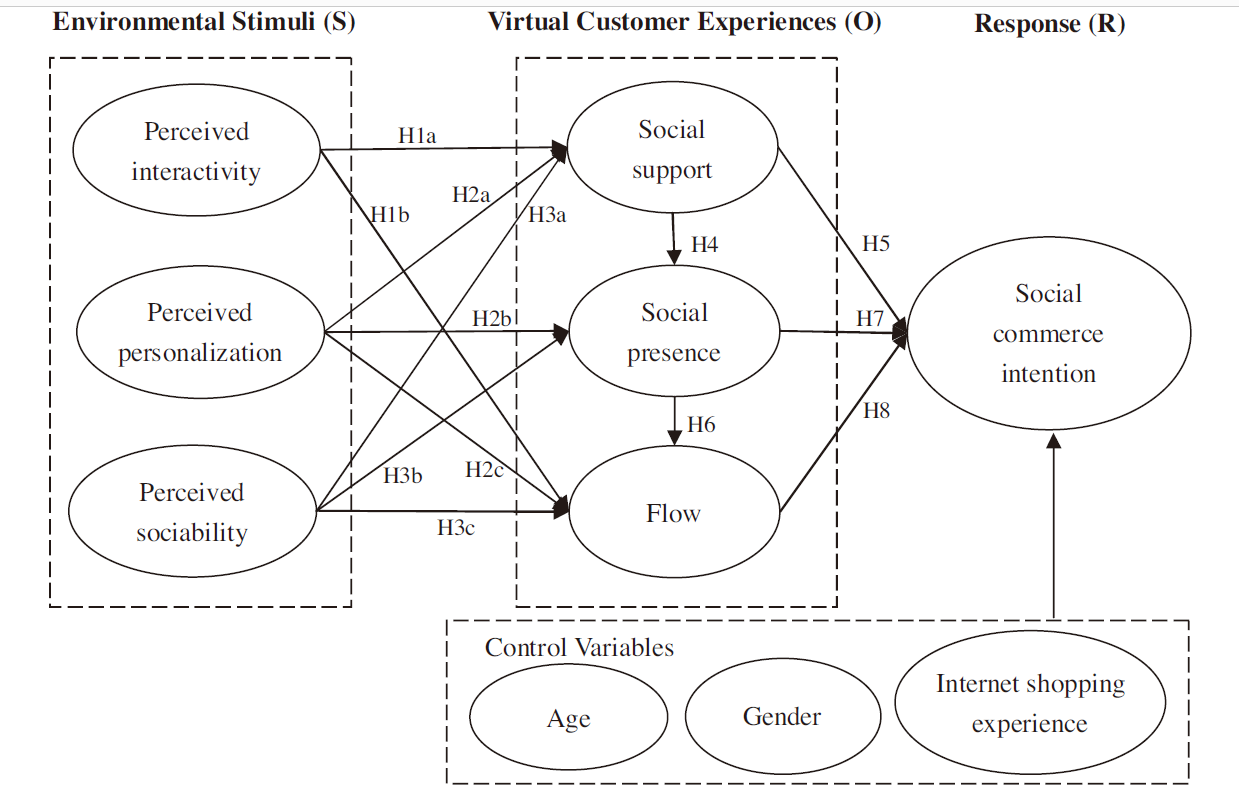 Environmental Stimuli (S)
Virtual Customer Experiences (O)
Response (R)
Perceived
interactivity
Perceived
personalization
Perceived
sociability
H1a
H2a
H1b
H3a
H2b
H3b
H2c
H3c
Social
support
H4
Social
presence
H6
Flow
H5
H7
H8
Social
commerce
intention
Control Variables
Age
Gender
Internet shopping
experience